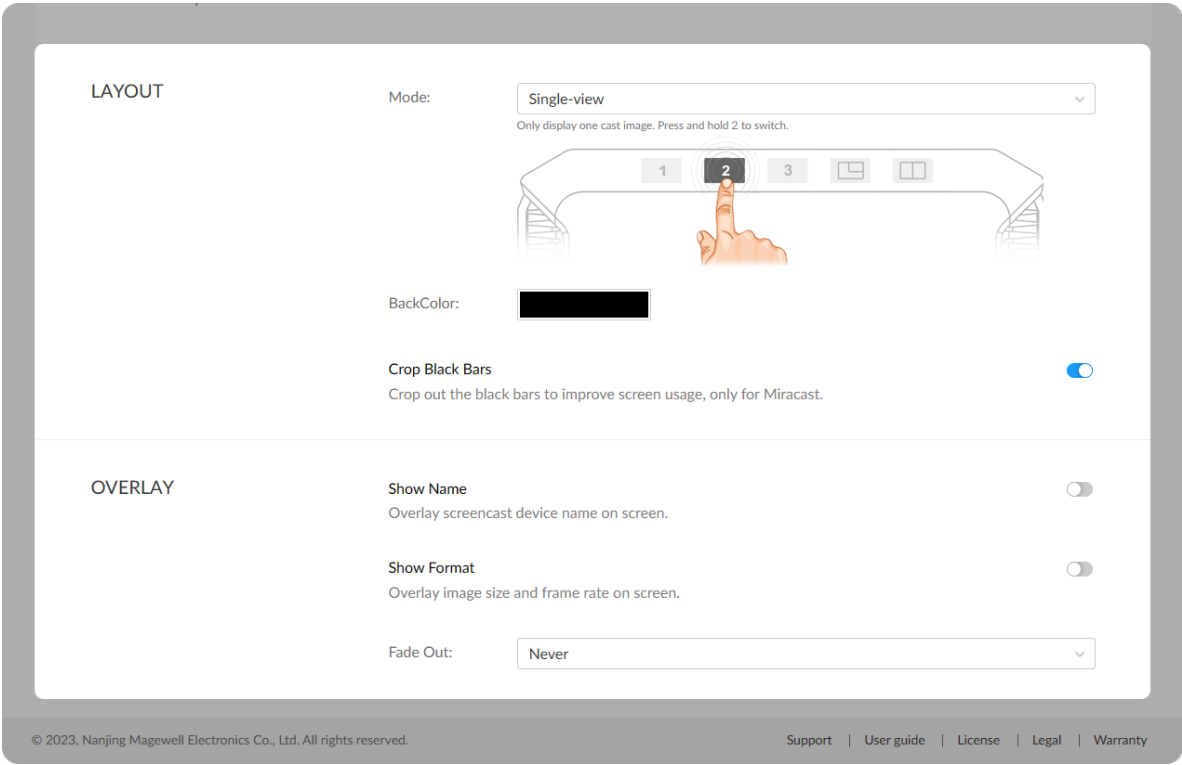 LAYOUT
Mode:
Single-view
Only display one cast image. Press and hold 2 to switch.
1 2 3
BackColor:
Crop Black Bars
Crop out the black bars to improve screen usage, only for Miracast.
OVERLAY
Show Name
Overlay screencast device name on screen.
Show Format
Overlay image size and frame rate on screen.
Fade Out:
Never
© 2023, Nanjing Magewell Electronics Co., Ltd. All rights reserved.
Support | User guide | License | Legal | Warranty